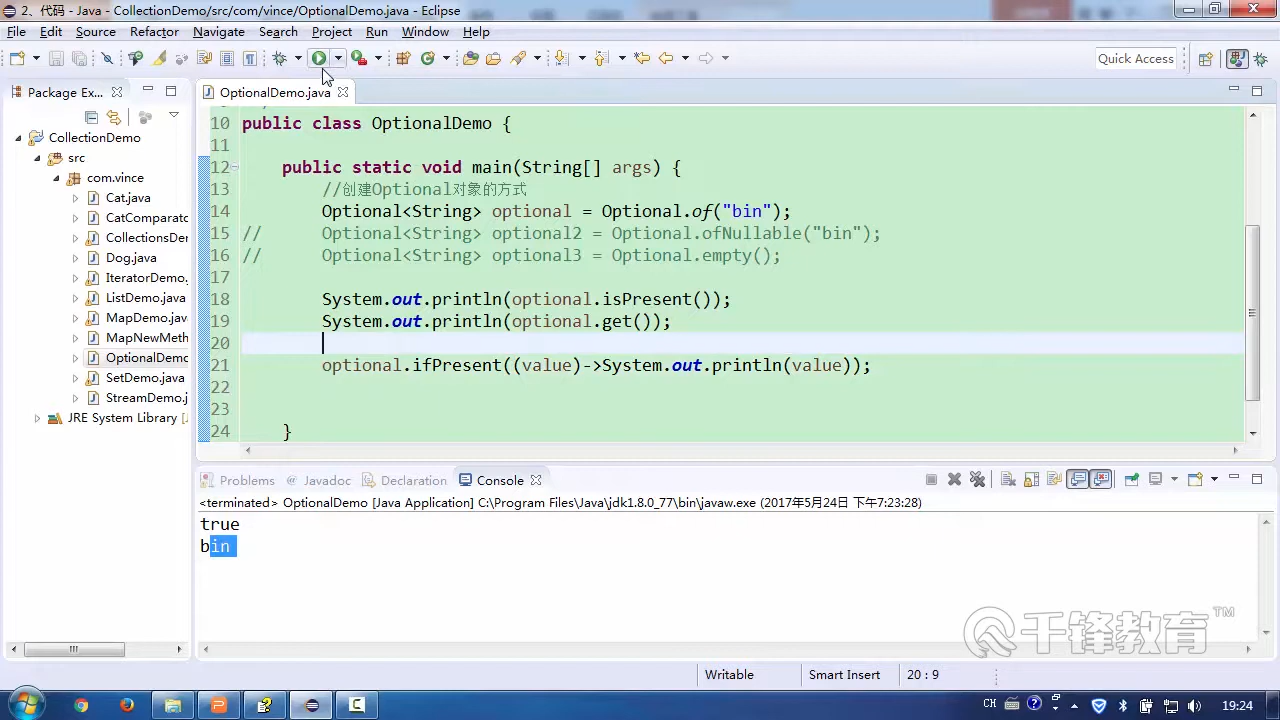 2、代码 - Java - CollectionDemo/src/com/vince/OptionalDemo.java - Eclipse
File Edit Source Refactor Navigate Search Project Run Window Help
Quick Access
Package Ex...
OptionalDemo.java
CollectionDemo
src
com.vince
Cat.java
CatComparato
CollectionsDer
Dog.java
IteratorDemo.
ListDemo.java
MapDemo.java
MapNewMeth
OptionalDemo
SetDemo.java
StreamDemo.j
JRE System Library [
10 public class OptionalDemo {
11
12 public static void main(String[] args) {
13 //创建Optional对象的方式
14 Optional<String> optional = Optional.of("bin");
15 // Optional<String> optional2 = Optional.ofNullable("bin");
16 // Optional<String> optional3 = Optional.empty();
17
18 System.out.println(optional.isPresent());
19 System.out.println(optional.get());
20
21 optional.ifPresent((value)->System.out.println(value));
22
23
24 }
Problems @ Javadoc Declaration Console
<terminated> OptionalDemo [Java Application] C:\Program Files\Java\jdk1.8.0_77\bin\javaw.exe (2017年5月24日 下午7:23:28)
true
bin
千锋教育™
Writable Smart Insert 20 : 9
CH 19:24